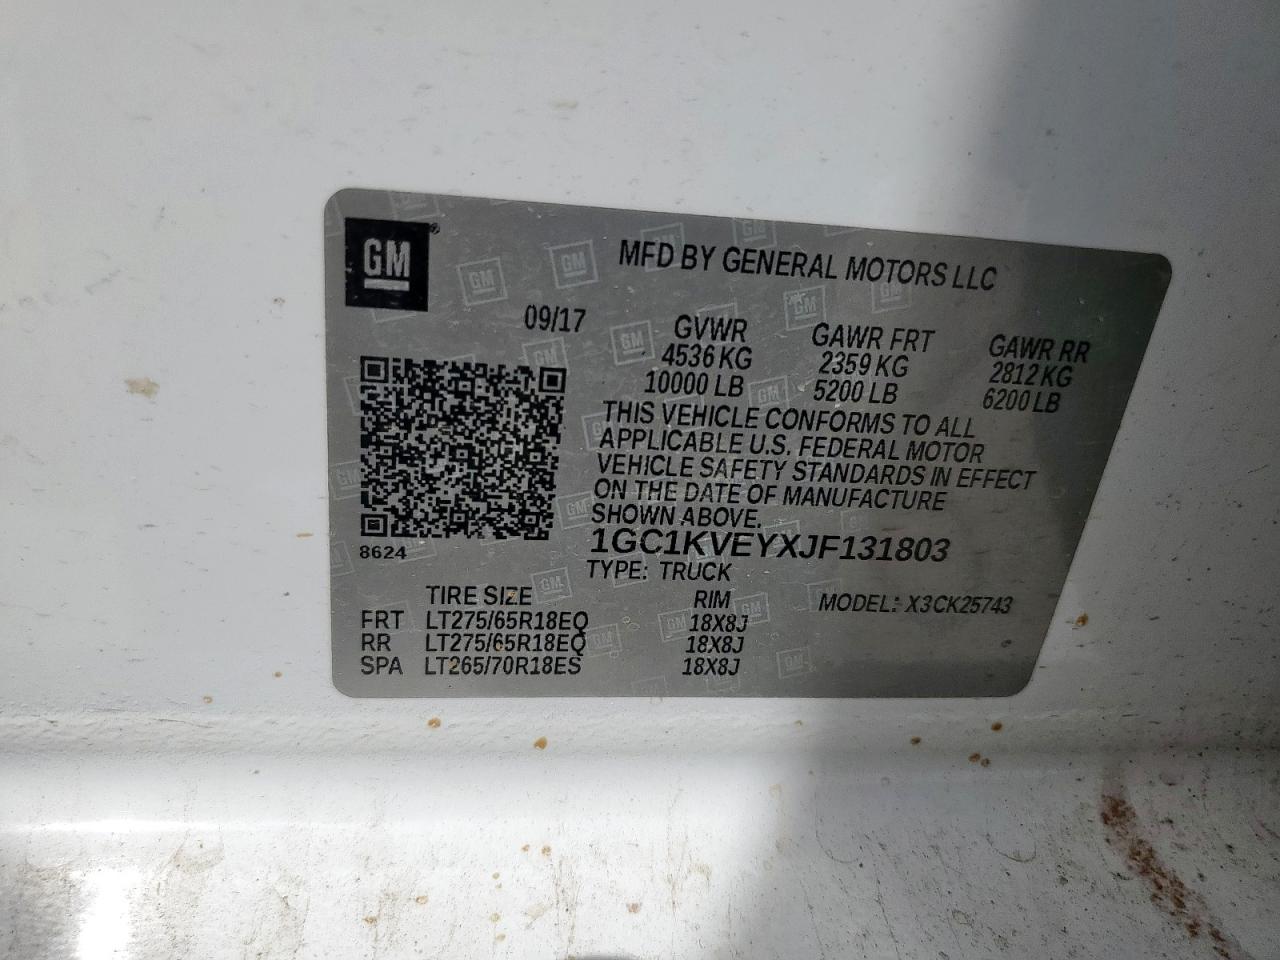 GM
MFD BY GENERAL MOTORS LLC
09/17
GVWR GAWR FRT GAWR RR
4536 KG 2359 KG 2812 KG
10000 LB 5200 LB 6200 LB
THIS VEHICLE CONFORMS TO ALL
APPLICABLE U.S. FEDERAL MOTOR
VEHICLE SAFETY STANDARDS IN EFFECT
ON THE DATE OF MANUFACTURE
SHOWN ABOVE.
8624
1GC1KVEYXJF131803
TYPE: TRUCK
TIRE SIZE RIM MODEL: X3CK25743
FRT LT275/65R18EQ 18X8J
RR LT275/65R18EQ 18X8J
SPA LT265/70R18ES 18X8J